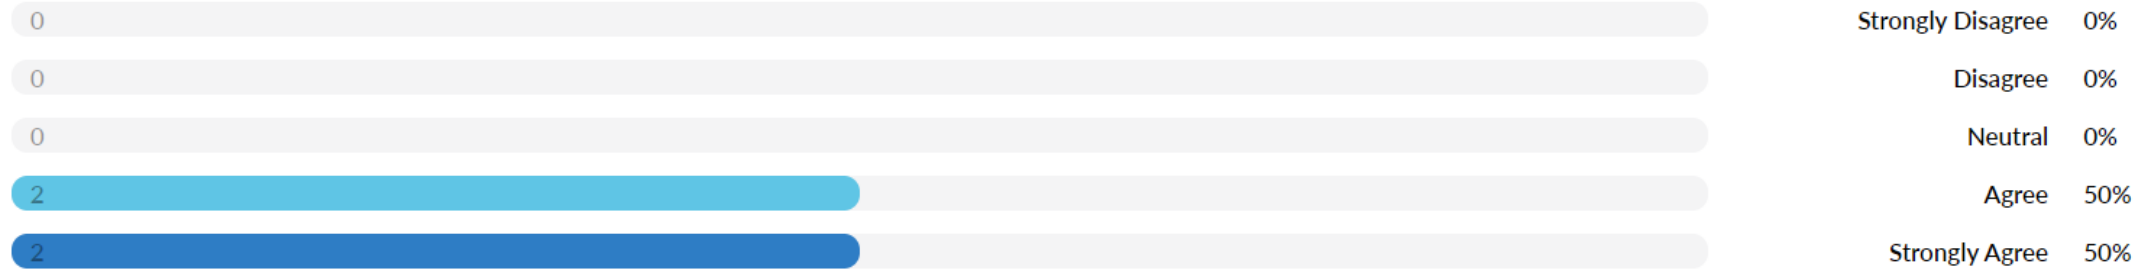 0 Strongly Disagree 0%
0 Disagree 0%
0 Neutral 0%
2 Agree 50%
2 Strongly Agree 50%